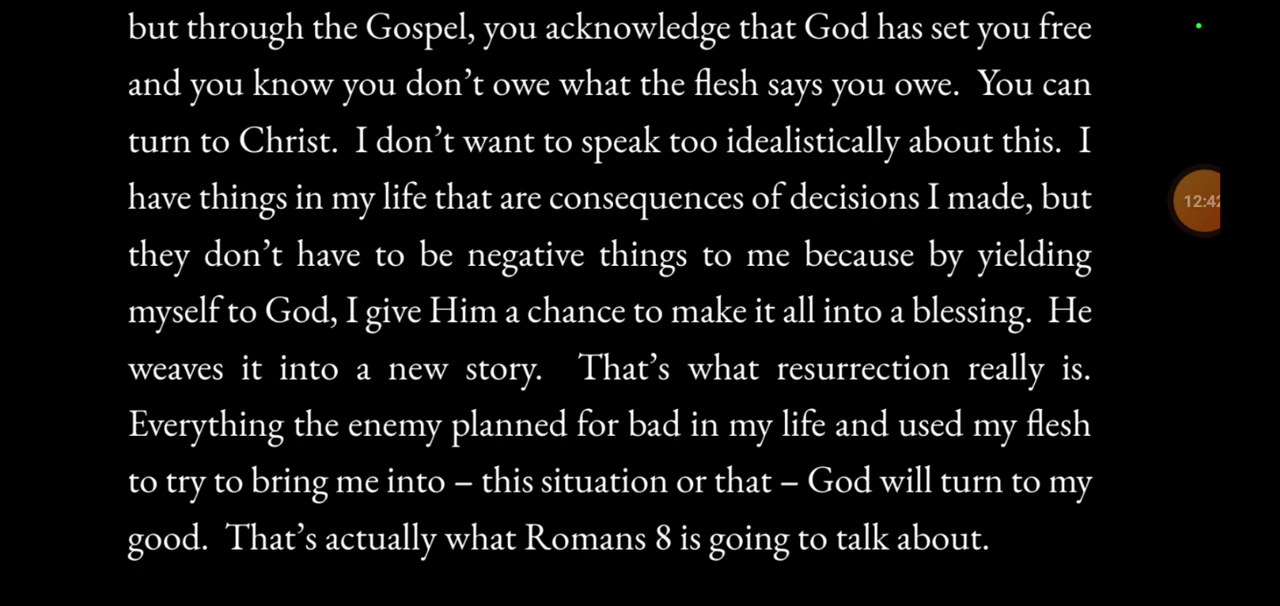 but through the Gospel, you acknowledge that God has set you free
and you know you don’t owe what the flesh says you owe.  You can
turn to Christ.  I don’t want to speak too idealistically about this.  I
have things in my life that are consequences of decisions I made, but
they don’t have to be negative things to me because by yielding
myself to God, I give Him a chance to make it all into a blessing.  He
weaves it into a new story.  That’s what resurrection really is.
Everything the enemy planned for bad in my life and used my flesh
to try to bring me into – this situation or that – God will turn to my
good.  That’s actually what Romans 8 is going to talk about.
12:42